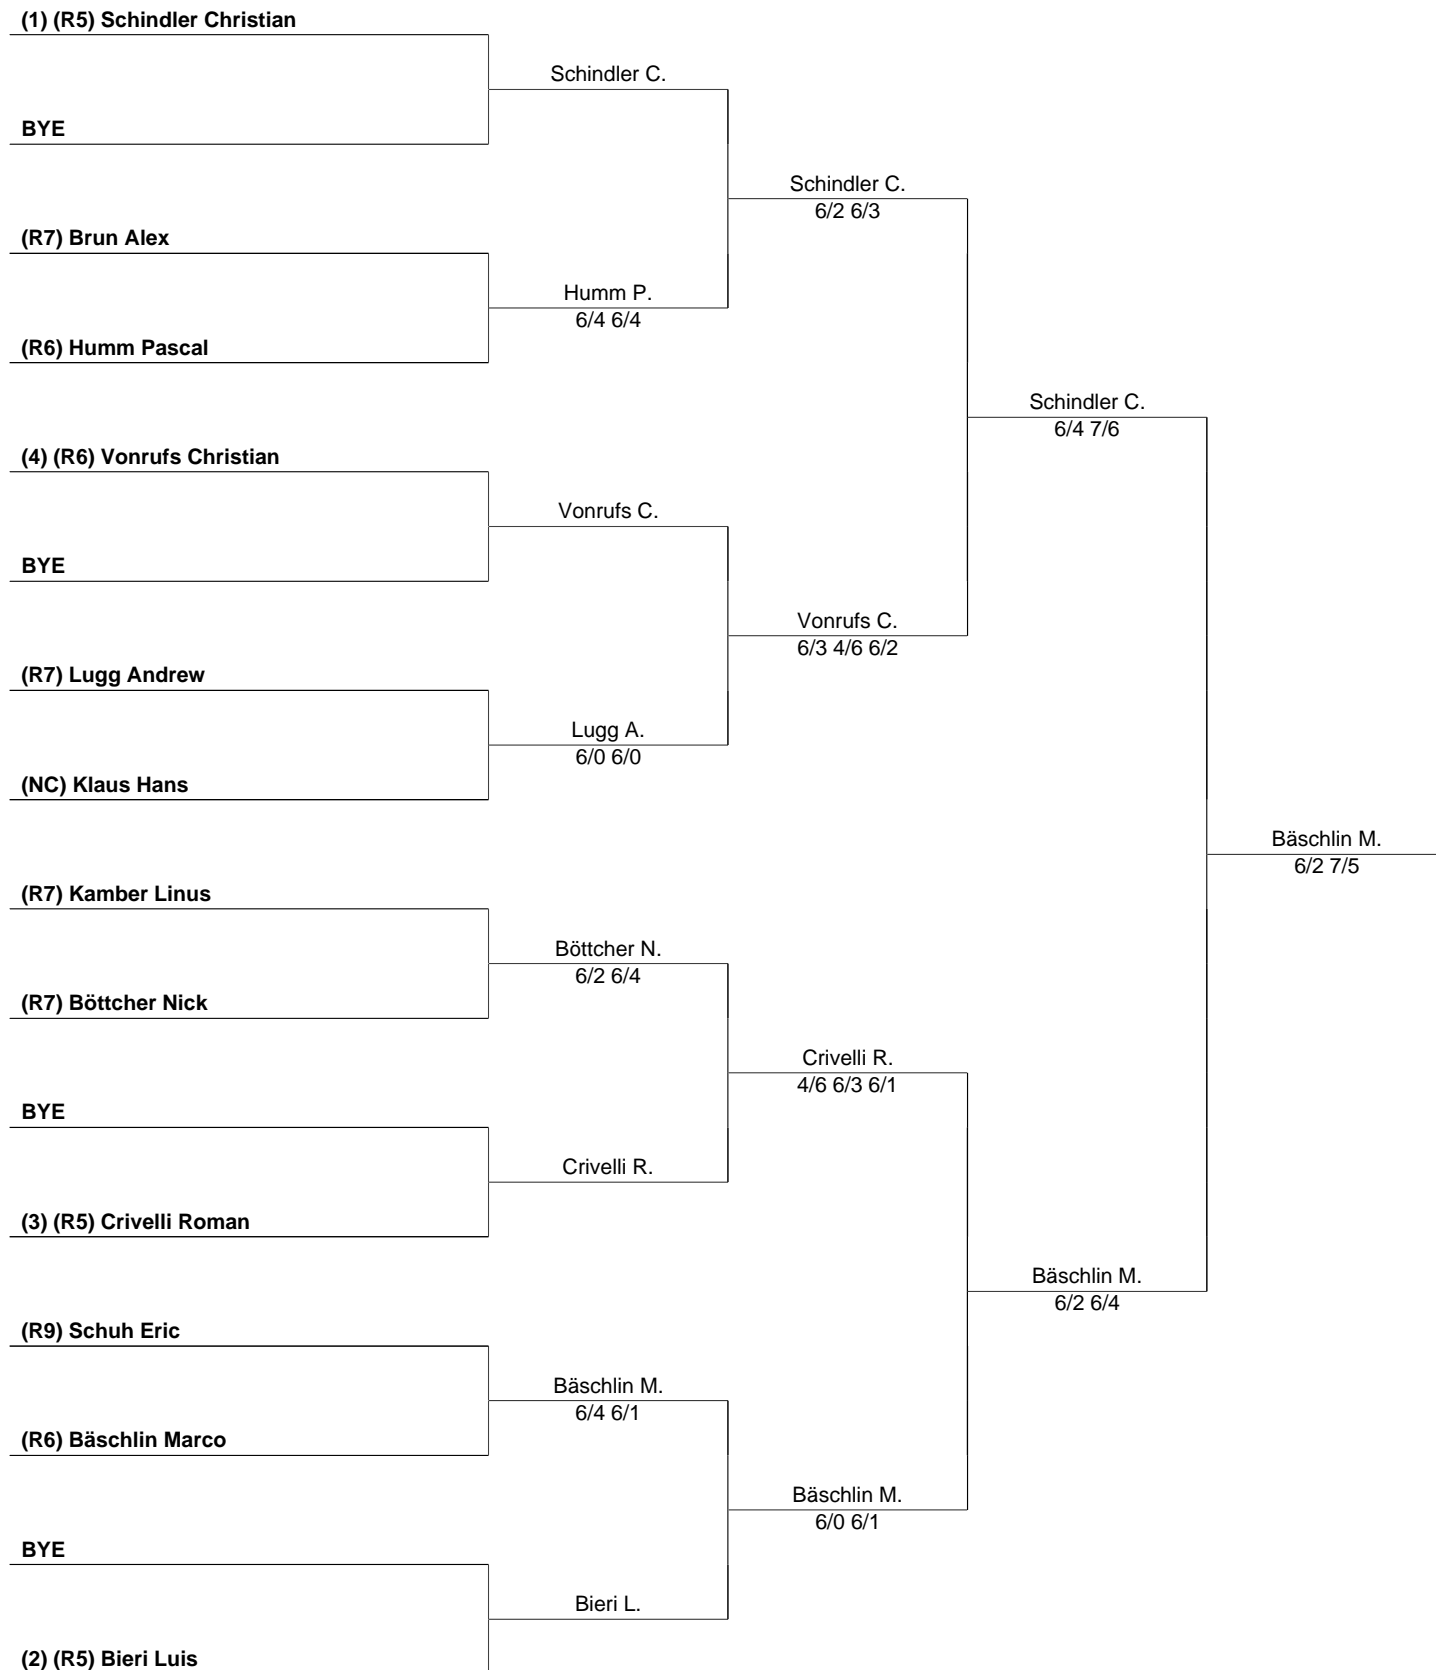 (1) (R5) Schindler Christian
Schindler C.
BYE
Schindler C.
6/2 6/3
(R7) Brun Alex
Humm P.
6/4 6/4
(R6) Humm Pascal
Schindler C.
6/4 7/6
(4) (R6) Vonrufs Christian
Vonrufs C.
BYE
Vonrufs C.
6/3 4/6 6/2
(R7) Lugg Andrew
Lugg A.
6/0 6/0
(NC) Klaus Hans
Bäschlin M.
6/2 7/5
(R7) Kamber Linus
Böttcher N.
6/2 6/4
(R7) Böttcher Nick
Crivelli R.
4/6 6/3 6/1
BYE
Crivelli R.
(3) (R5) Crivelli Roman
Bäschlin M.
6/2 6/4
(R9) Schuh Eric
Bäschlin M.
6/4 6/1
(R6) Bäschlin Marco
Bäschlin M.
6/0 6/1
BYE
Bieri L.
(2) (R5) Bieri Luis